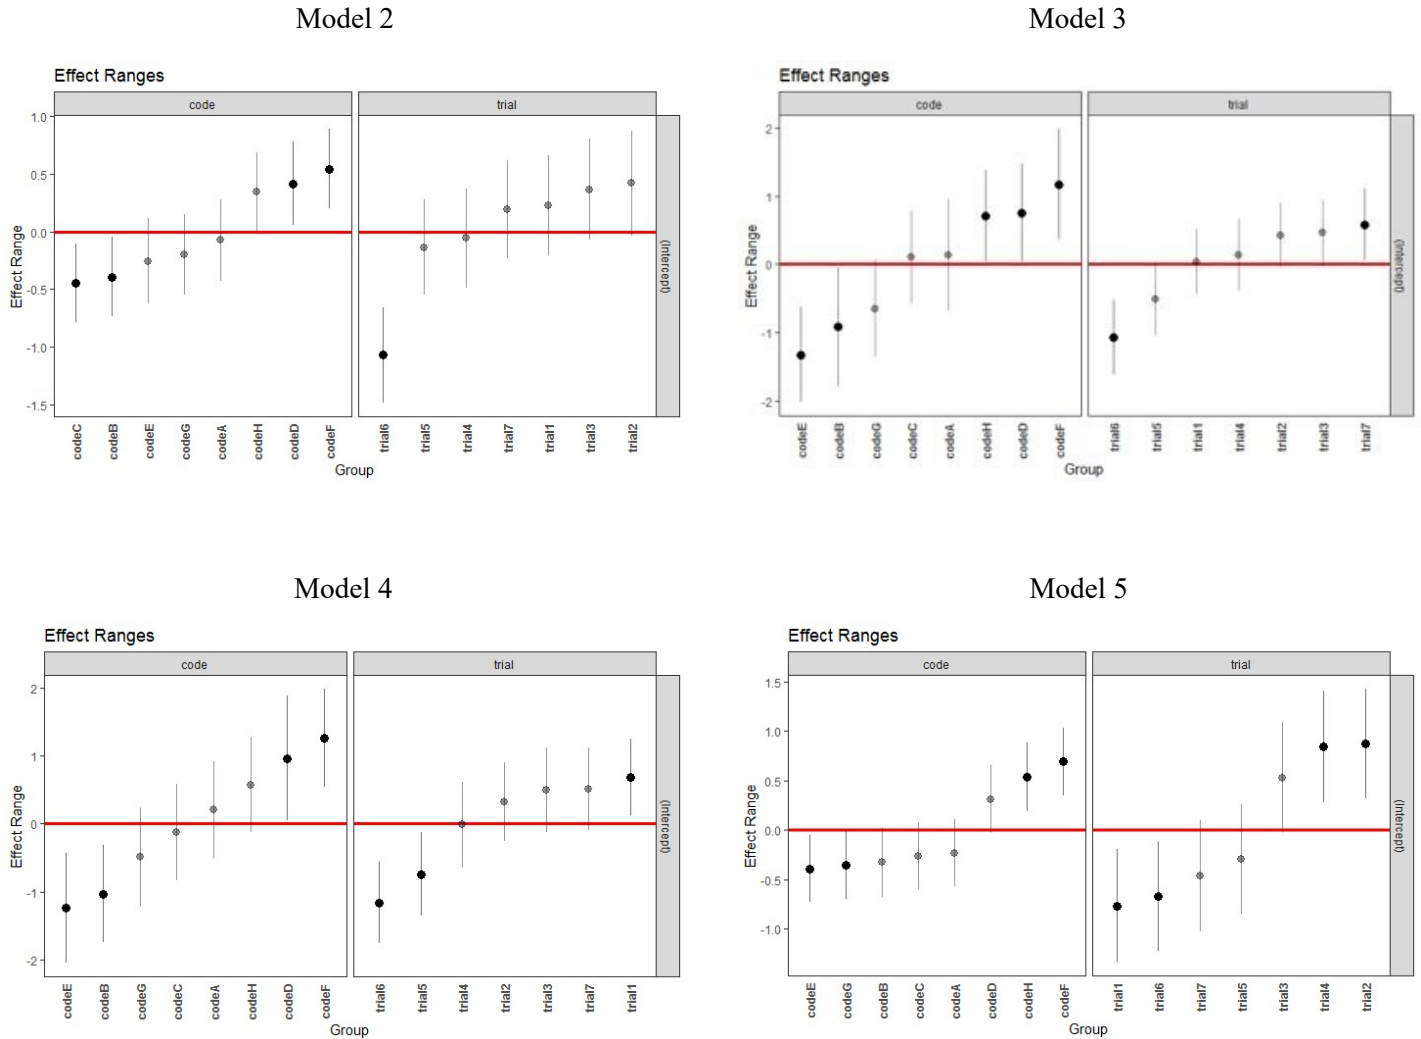 Model 2
Effect Ranges
code trial
1.0
0.5
0.0
-0.5
-1.0
-1.5
Effect Range
(Intercept)
codeC codeB codeE codeG codeA codeH codeD codeF trial6 trial5 trial4 trial7 trial1 trial3 trial2
Group
Model 3
Effect Ranges
code trial
2
1
0
-1
-2
Effect Range
(Intercept)
codeE codeB codeG codeC codeA codeH codeD codeF trial6 trial5 trial1 trial4 trial2 trial3 trial7
Group
Model 4
Effect Ranges
code trial
2
1
0
-1
-2
Effect Range
(Intercept)
codeE codeB codeG codeC codeA codeH codeD codeF trial6 trial5 trial4 trial2 trial3 trial7 trial1
Group
Model 5
Effect Ranges
code trial
1.5
1.0
0.5
0.0
-0.5
-1.0
Effect Range
(Intercept)
codeE codeG codeB codeC codeA codeD codeH codeF trial1 trial6 trial7 trial5 trial3 trial4 trial2
Group